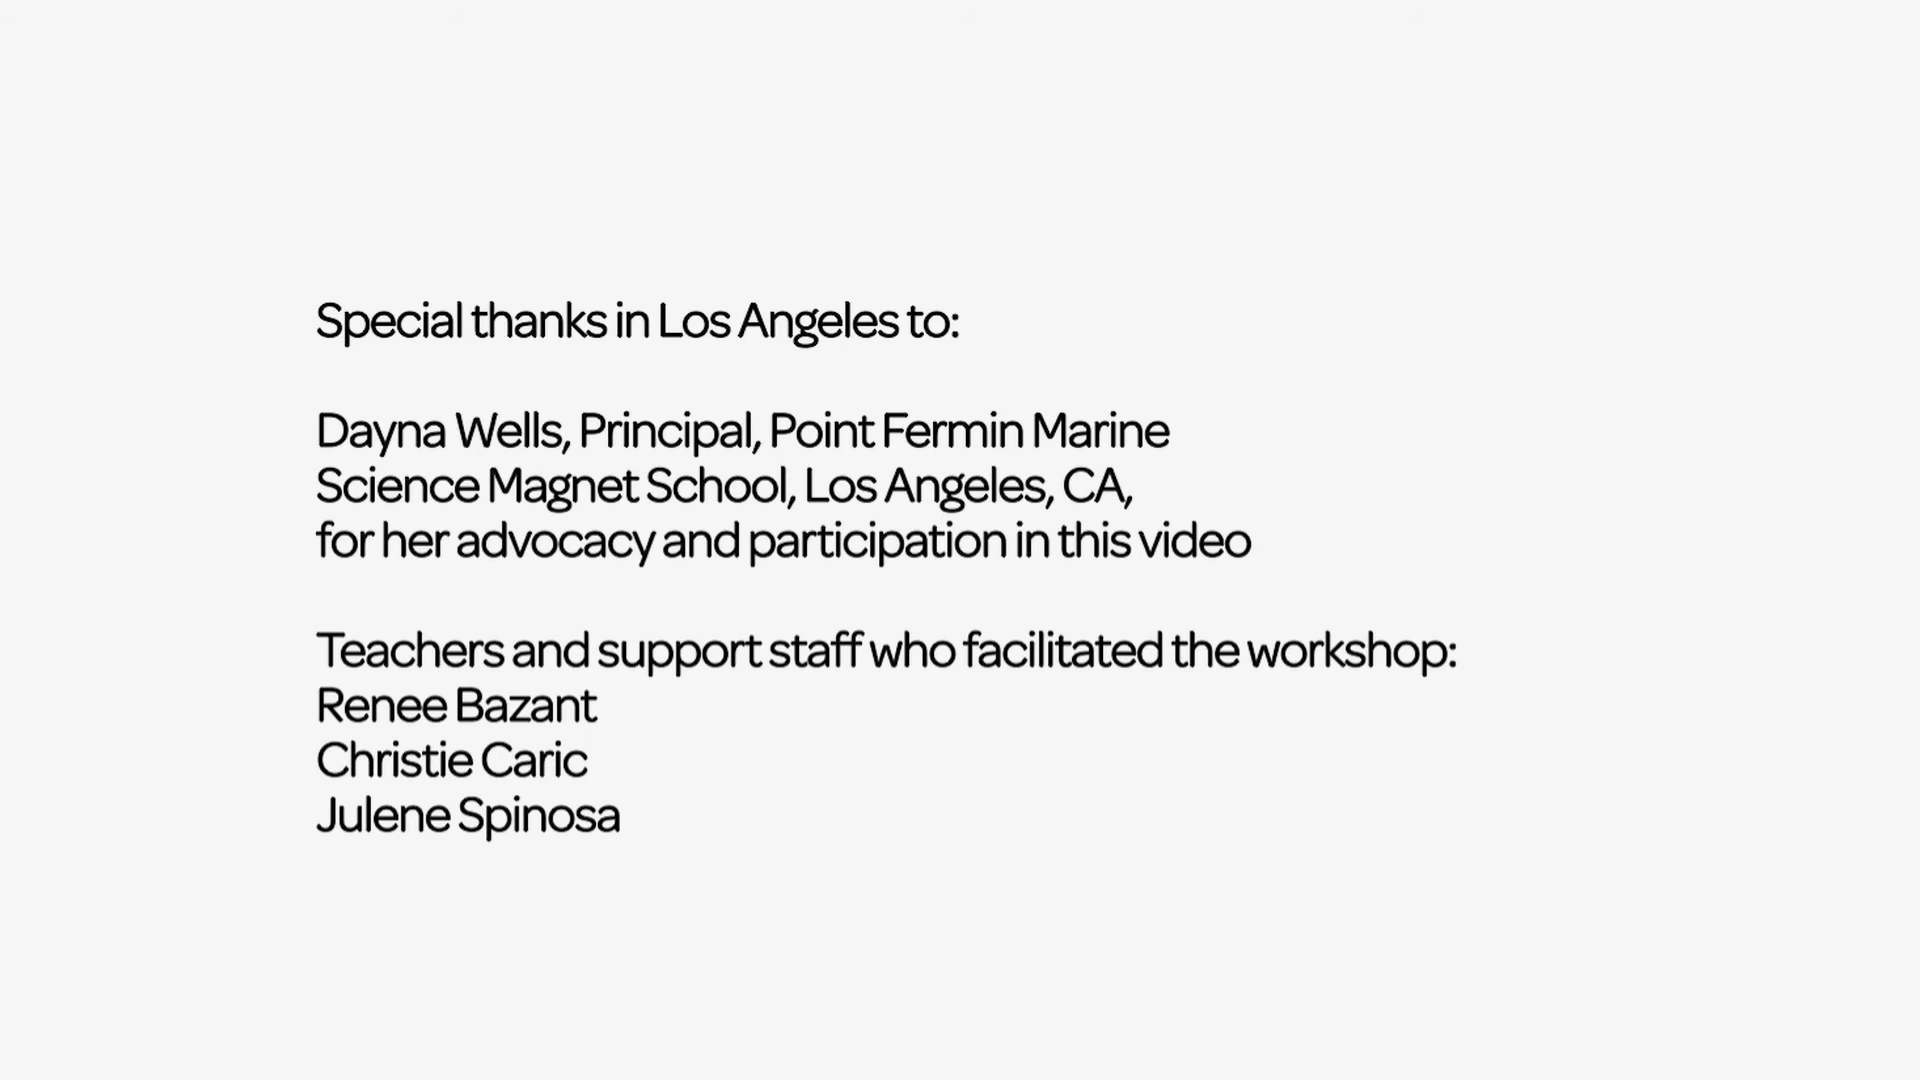 Special thanks in Los Angeles to:
Dayna Wells, Principal, Point Fermin Marine
Science Magnet School, Los Angeles, CA,
for her advocacy and participation in this video
Teachers and support staff who facilitated the workshop:
Renee Bazant
Christie Caric
Julene Spinosa